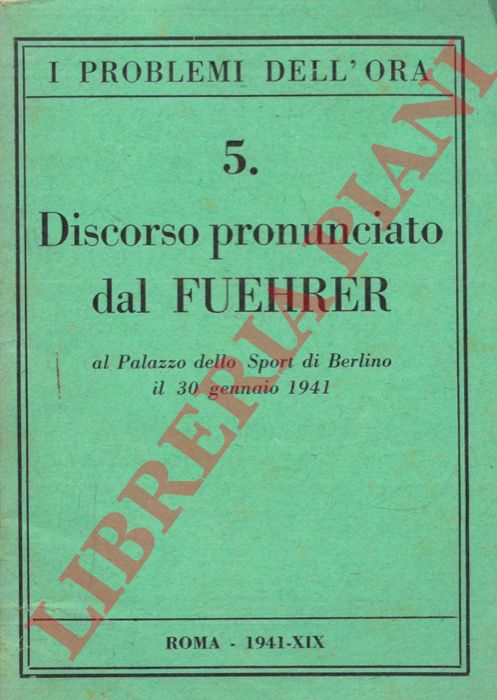 I PROBLEMI DELL'ORA
5.
Discorso pronunciato
dal FUEHRER
al Palazzo dello Sport di Berlino
il 30 gennaio 1941
ROMA - 1941-XIX
LIBRERIA PIANI